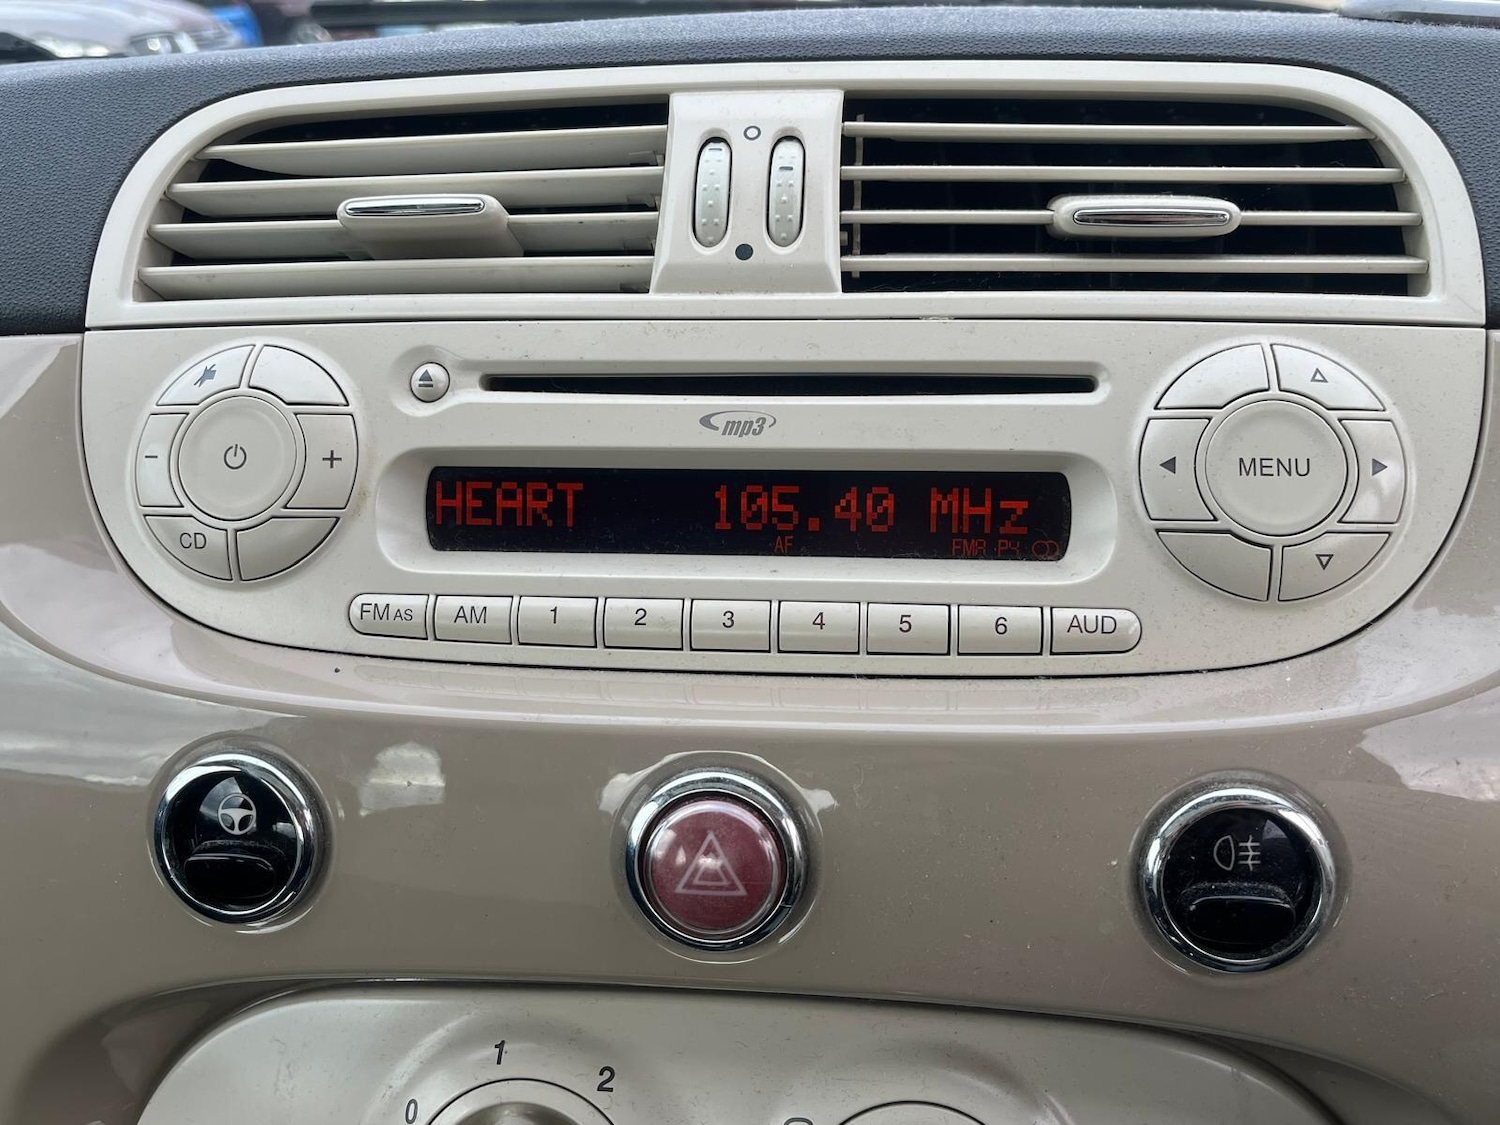 mp3
HEART 105.40 MHz
AF FMA P4
CD
MENU
FM AS AM 1 2 3 4 5 6 AUD
0 1 2